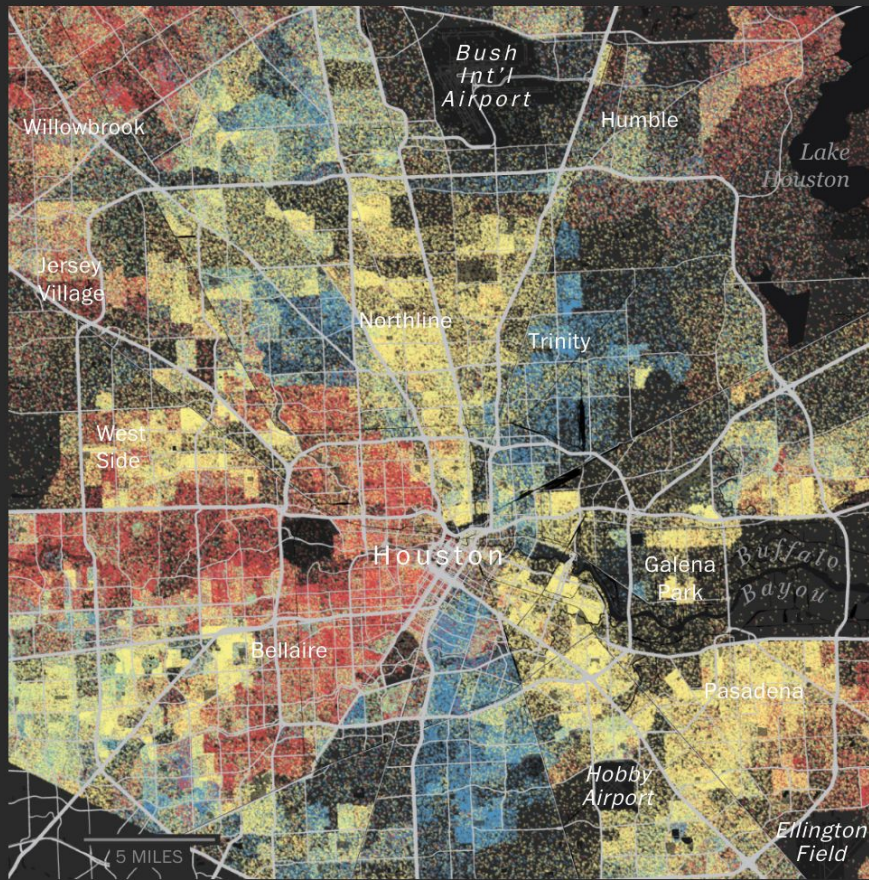 Bush
Int'l
Airport
Willowbrook
Humble
Lake
Houston
Jersey
Village
Northline
Trinity
West
Side
Houston
Galena
Park
Buffalo
Bayou
Bellaire
Pasadena
Hobby
Airport
Ellington
Field
5 MILES